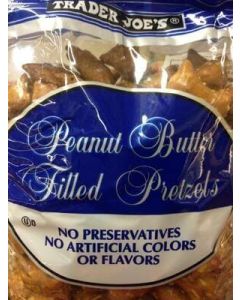 TRADER JOE'S®
Peanut Butter
Filled Pretzels
NO PRESERVATIVES
NO ARTIFICIAL COLORS
OR FLAVORS